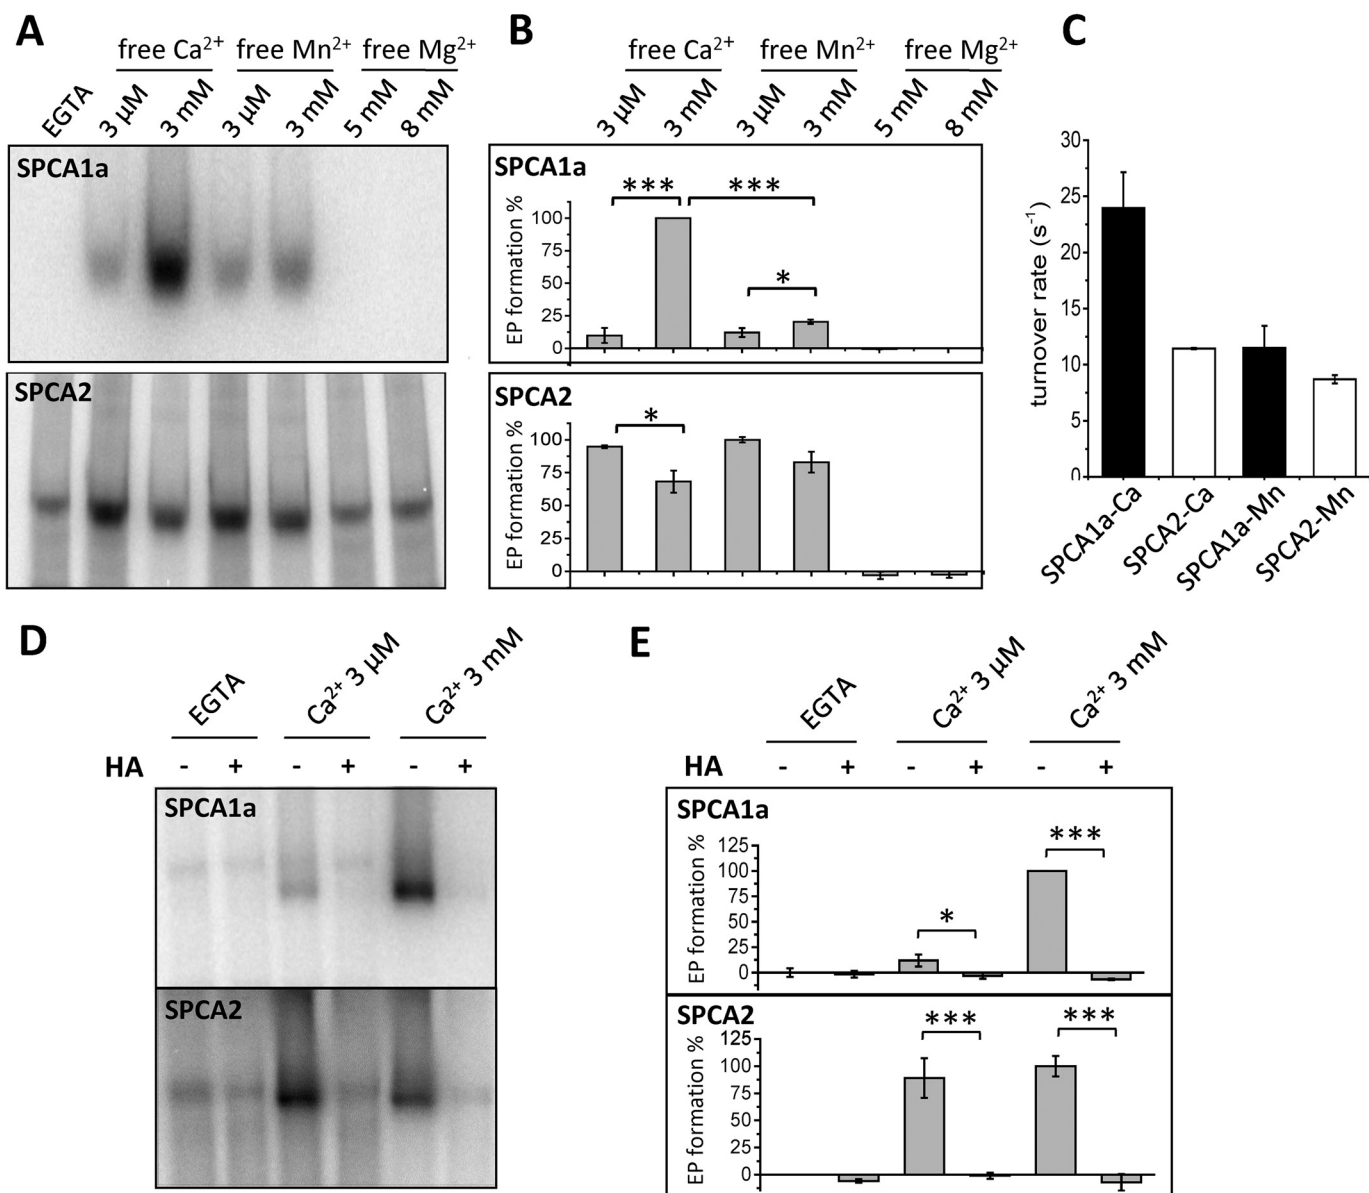 A
free Ca²⁺ free Mn²⁺ free Mg²⁺
EGTA 3 µM 3 mM 3 µM 3 mM 5 mM 8 mM
SPCA1a
SPCA2
B
free Ca²⁺ free Mn²⁺ free Mg²⁺
3 µM 3 mM 3 µM 3 mM 5 mM 8 mM
SPCA1a
EP formation %
*** ***
*
100
75
50
25
0
SPCA2
EP formation %
*
100
75
50
25
0
C
turnover rate (s⁻¹)
30
25
20
15
10
5
0
SPCA1a-Ca SPCA2-Ca SPCA1a-Mn SPCA2-Mn
D
EGTA Ca²⁺ 3 µM Ca²⁺ 3 mM
HA - + - + - +
SPCA1a
SPCA2
E
EGTA Ca²⁺ 3 µM Ca²⁺ 3 mM
HA - + - + - +
SPCA1a
EP formation %
* ***
125
100
75
50
25
0
SPCA2
EP formation %
*** ***
125
100
75
50
25
0